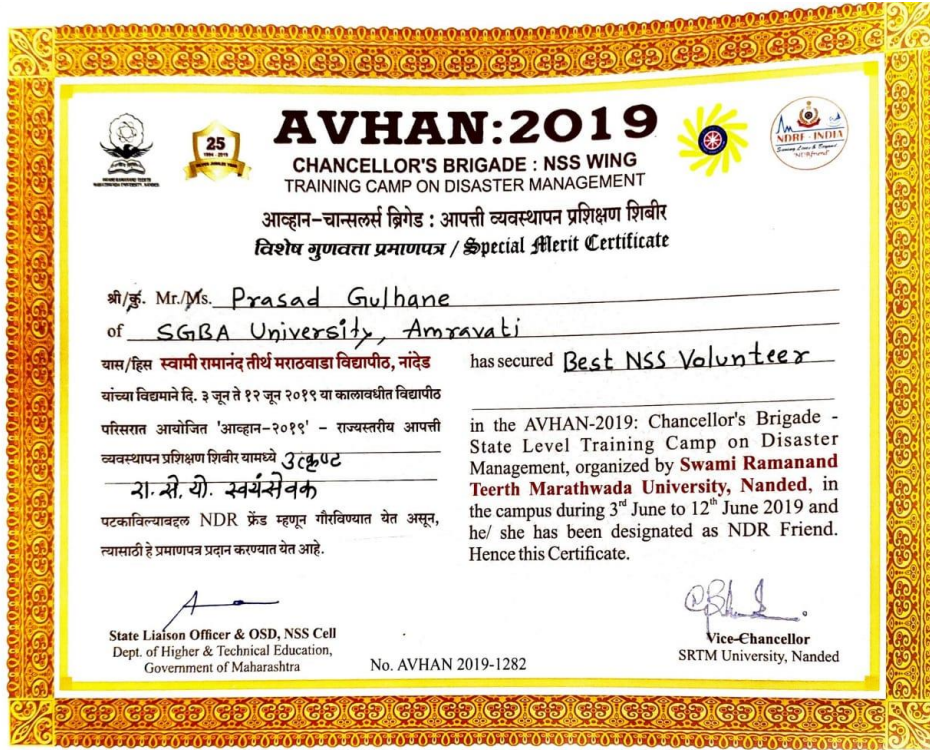 AVHAN:2019
CHANCELLOR'S BRIGADE : NSS WING
TRAINING CAMP ON DISASTER MANAGEMENT
आव्हान-चान्सलर्स ब्रिगेड : आपत्ती व्यवस्थापन प्रशिक्षण शिबीर
विशेष गुणवत्ता प्रमाणपत्र / Special Merit Certificate
25
1994 - 2019
NDRF - INDIA
Saving Lives & Beyond
श्री/कुं. Mr./Ms. Prasad Gulhane
of SGBA University, Amravati
यास/हिस स्वामी रामानंद तीर्थ मराठवाडा विद्यापीठ, नांदेड
यांच्या विद्यमाने दि. ३ जून ते १२ जून २०१९ या कालावधीत विद्यापीठ
परिसरात आयोजित 'आव्हान-२०१९' - राज्यस्तरीय आपत्ती
व्यवस्थापन प्रशिक्षण शिबीर यामध्ये उत्कृष्ट
रा. से. यो. स्वयंसेवक
पटकाविल्याबद्दल NDR फ्रेंड म्हणून गौरविण्यात येत असून,
त्यासाठी हे प्रमाणपत्र प्रदान करण्यात येत आहे.
has secured Best NSS Volunteer
in the AVHAN-2019: Chancellor's Brigade -
State Level Training Camp on Disaster
Management, organized by Swami Ramanand
Teerth Marathwada University, Nanded, in
the campus during 3rd June to 12th June 2019 and
he/ she has been designated as NDR Friend.
Hence this Certificate.
State Liaison Officer & OSD, NSS Cell
Dept. of Higher & Technical Education,
Government of Maharashtra
No. AVHAN 2019-1282
Vice-Chancellor
SRTM University, Nanded